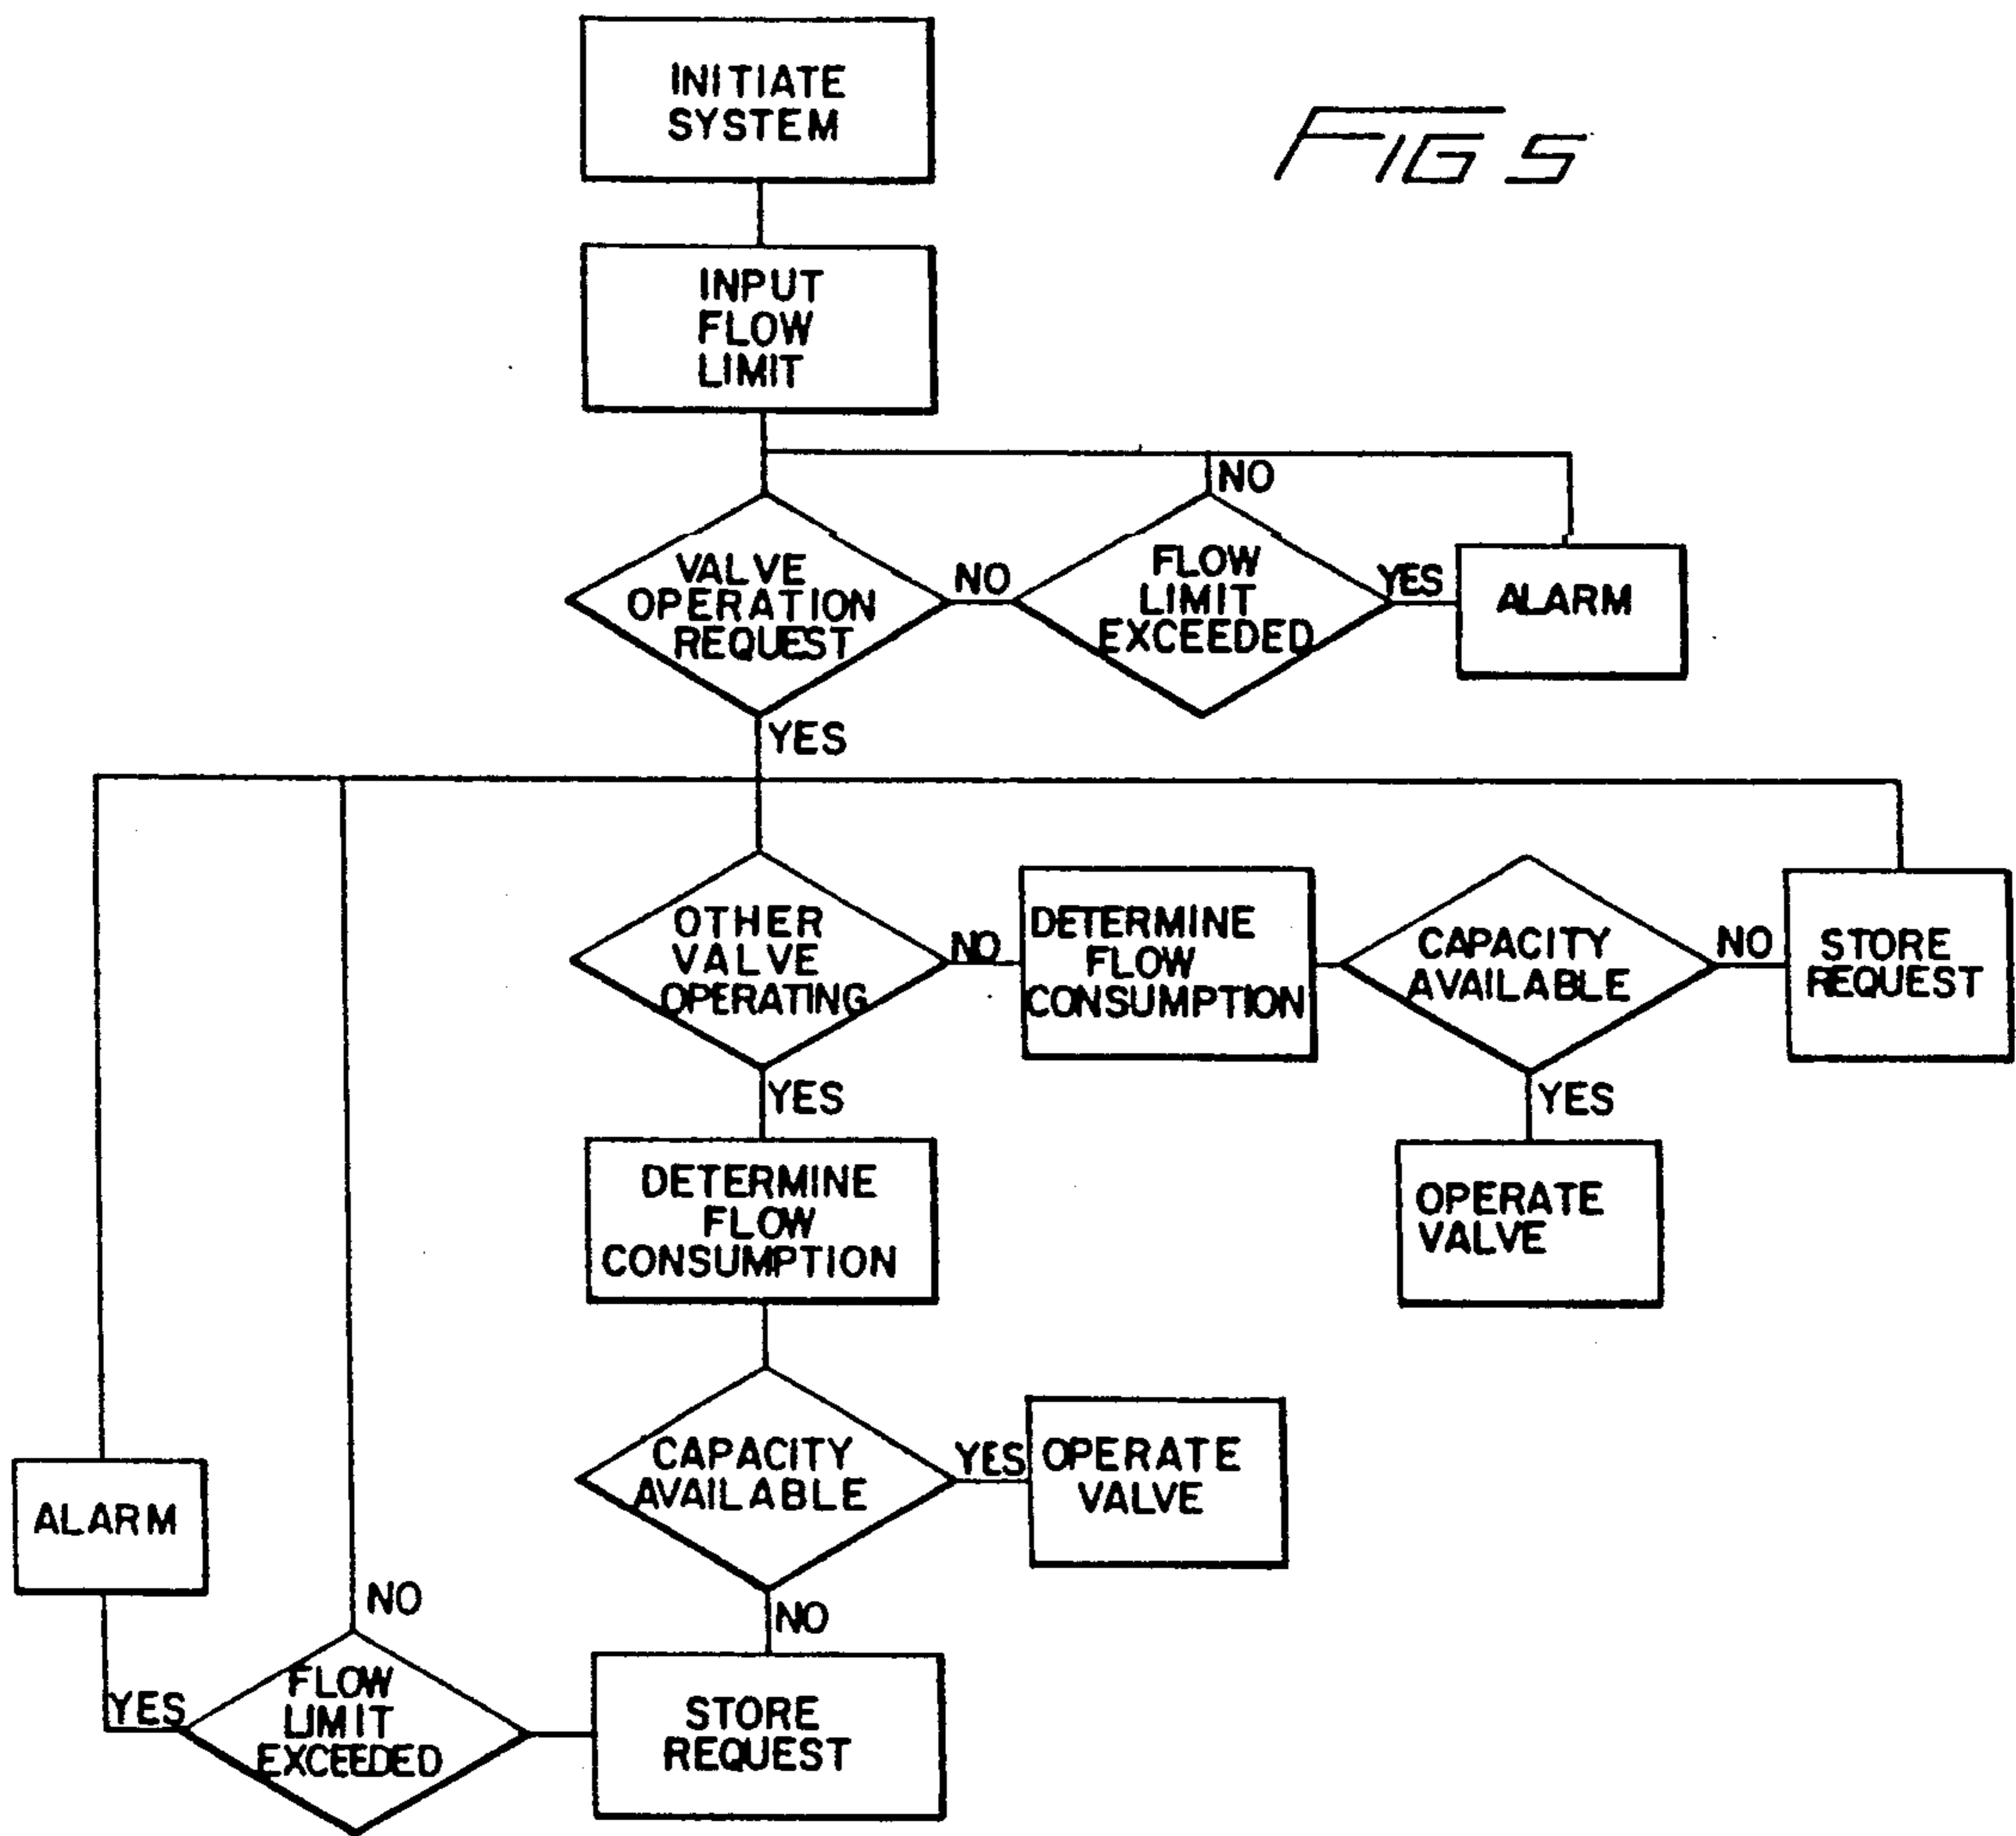 INITIATE
SYSTEM
FIG 5
INPUT
FLOW
LIMIT
NO
VALVE
OPERATION
REQUEST
NO
FLOW
LIMIT
EXCEEDED
YES
ALARM
YES
OTHER
VALVE
OPERATING
NO
DETERMINE
FLOW
CONSUMPTION
CAPACITY
AVAILABLE
NO
STORE
REQUEST
YES
YES
DETERMINE
FLOW
CONSUMPTION
OPERATE
VALVE
CAPACITY
AVAILABLE
YES
OPERATE
VALVE
ALARM
NO
NO
YES
FLOW
LIMIT
EXCEEDED
STORE
REQUEST